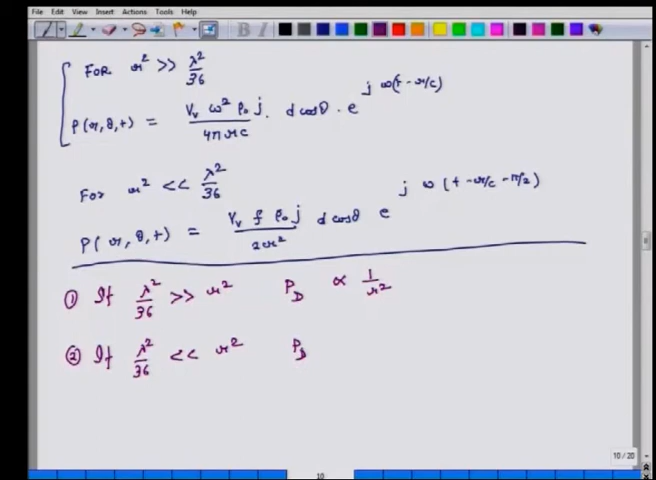 File Edit View Insert Actions Tools Help
FOR r² >> λ²/36
P(r,θ,t) = V_v ω² ρ₀ j / 4πrc . d cosθ . e^{jω(t - r/c)}
For r² << λ²/36
P(r,θ,t) = V_v f ρ₀ j / 2r² d cosθ e^{jω(t - r/c - π/2)}
① If λ²/36 >> r² P_D ∝ 1/r²
② If λ²/36 << r² P_D
10 / 20
10